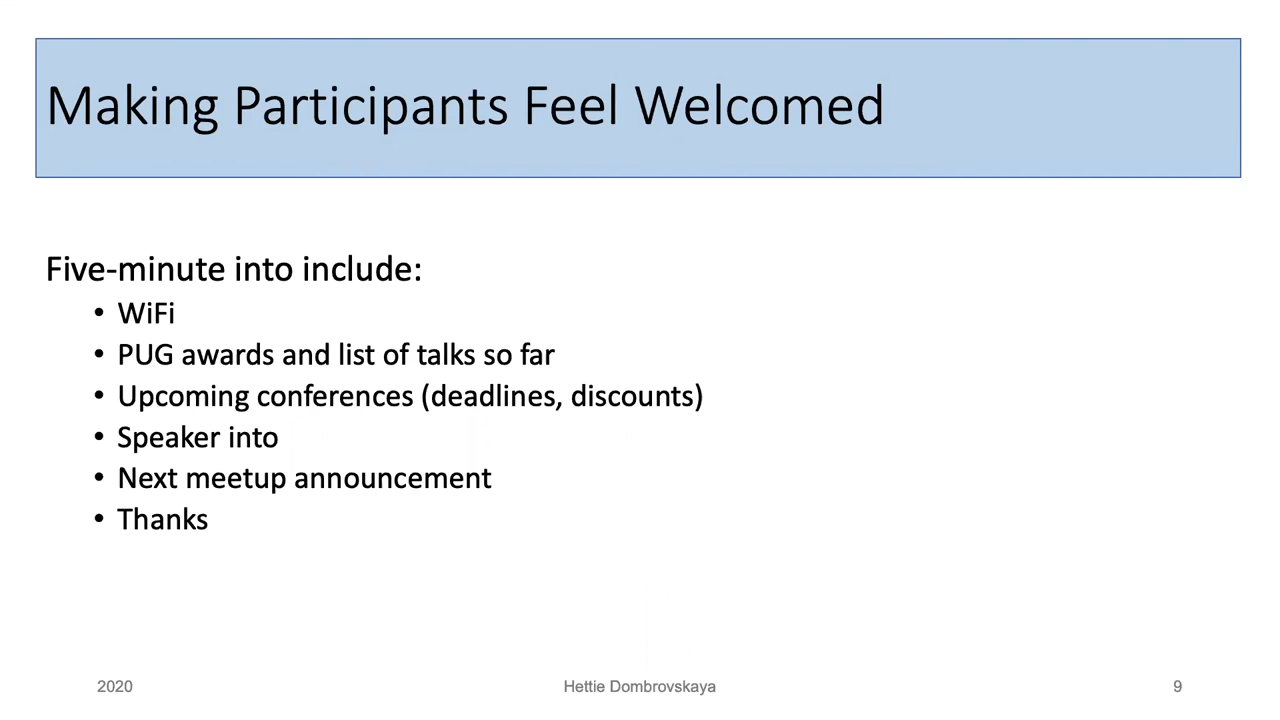 Making Participants Feel Welcomed
Five-minute into include:
• WiFi
• PUG awards and list of talks so far
• Upcoming conferences (deadlines, discounts)
• Speaker into
• Next meetup announcement
• Thanks
2020
Hettie Dombrovskaya
9